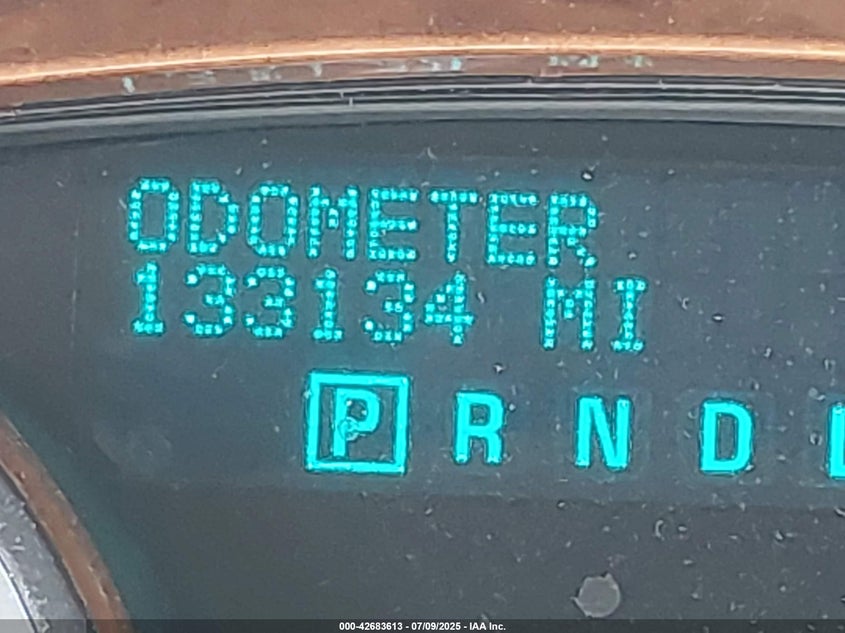 ODOMETER
133134 MI
P R N D
000-42683613 - 07/09/2025 - IAA Inc.